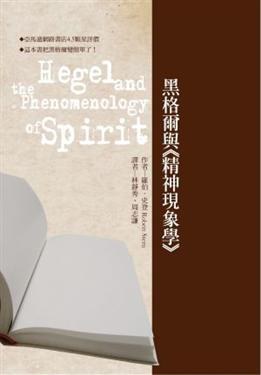 ◆亞馬遜網路書店4.5顆星評價
◆這本書把黑格爾變簡單了!
Hegel and
the Phenomenology
of Spirit
黑格爾與《精神現象學》
作者—羅伯.史登 Robert Stern
譯者—林靜秀、周志謙